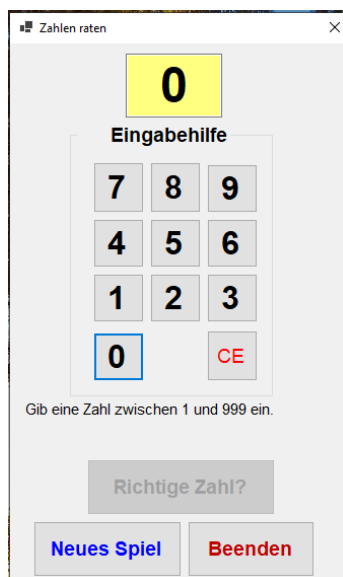 Zahlen raten
0
Eingabehilfe
7 8 9
4 5 6
1 2 3
0 CE
Gib eine Zahl zwischen 1 und 999 ein.
Richtige Zahl?
Neues Spiel Beenden